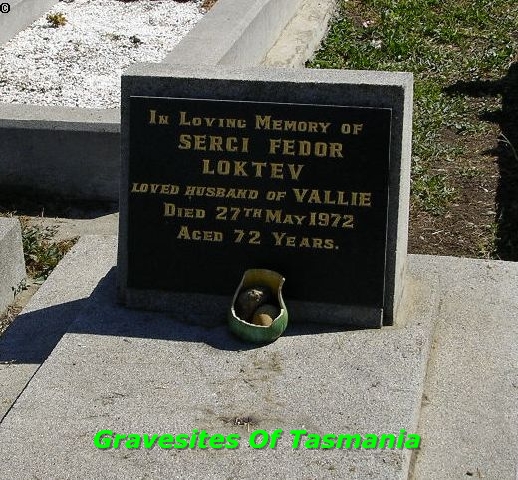 ©
In Loving Memory of
SERGI FEDOR
LOKTEV
LOVED HUSBAND OF VALLIE
Died 27TH May 1972
Aged 72 Years.
Gravesites Of Tasmania